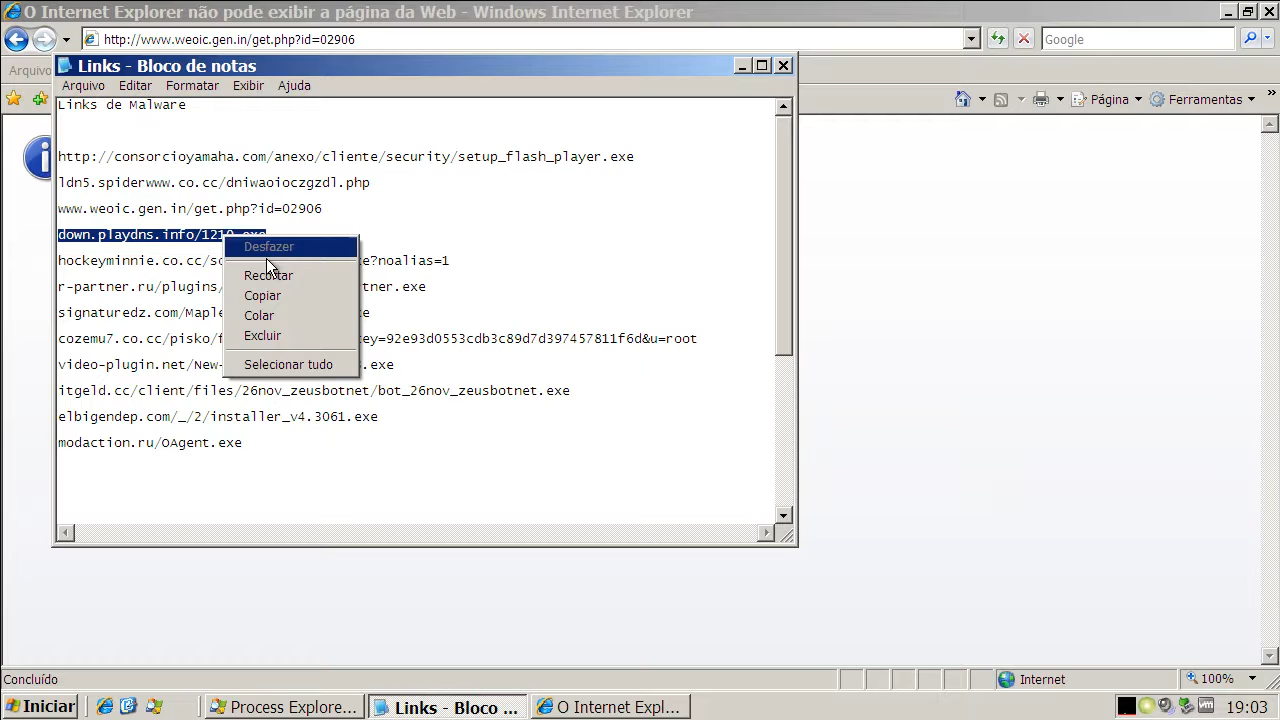 O Internet Explorer não pode exibir a página da Web - Windows Internet Explorer
http://www.weoic.gen.in/get.php?id=02906
Google
Arquivo
Página
Ferramentas
»
Links - Bloco de notas
Arquivo Editar Formatar Exibir Ajuda
Links de Malware
http://consorcioyamaha.com/anexo/cliente/security/setup_flash_player.exe
ldn5.spiderwww.co.cc/dniwaoioczgzdl.php
www.weoic.gen.in/get.php?id=02906
down.playdns.info/1210.exe
hockeyminnie.co.cc/sc e?noalias=1
r-partner.ru/plugins/ tner.exe
signaturedz.com/Maple e
cozemu7.co.cc/pisko/f key=92e93d0553cdb3c89d7d397457811f6d&u=root
video-plugin.net/New- e.exe
itgeld.cc/client/files/26nov_zeusbotnet/bot_26nov_zeusbotnet.exe
elbigendep.com/_/2/installer_v4.3061.exe
modaction.ru/OAgent.exe
Desfazer
Recortar
Copiar
Colar
Excluir
Selecionar tudo
Concluído
Internet
100%
Iniciar
Process Explore...
Links - Bloco ...
O Internet Expl...
19:03